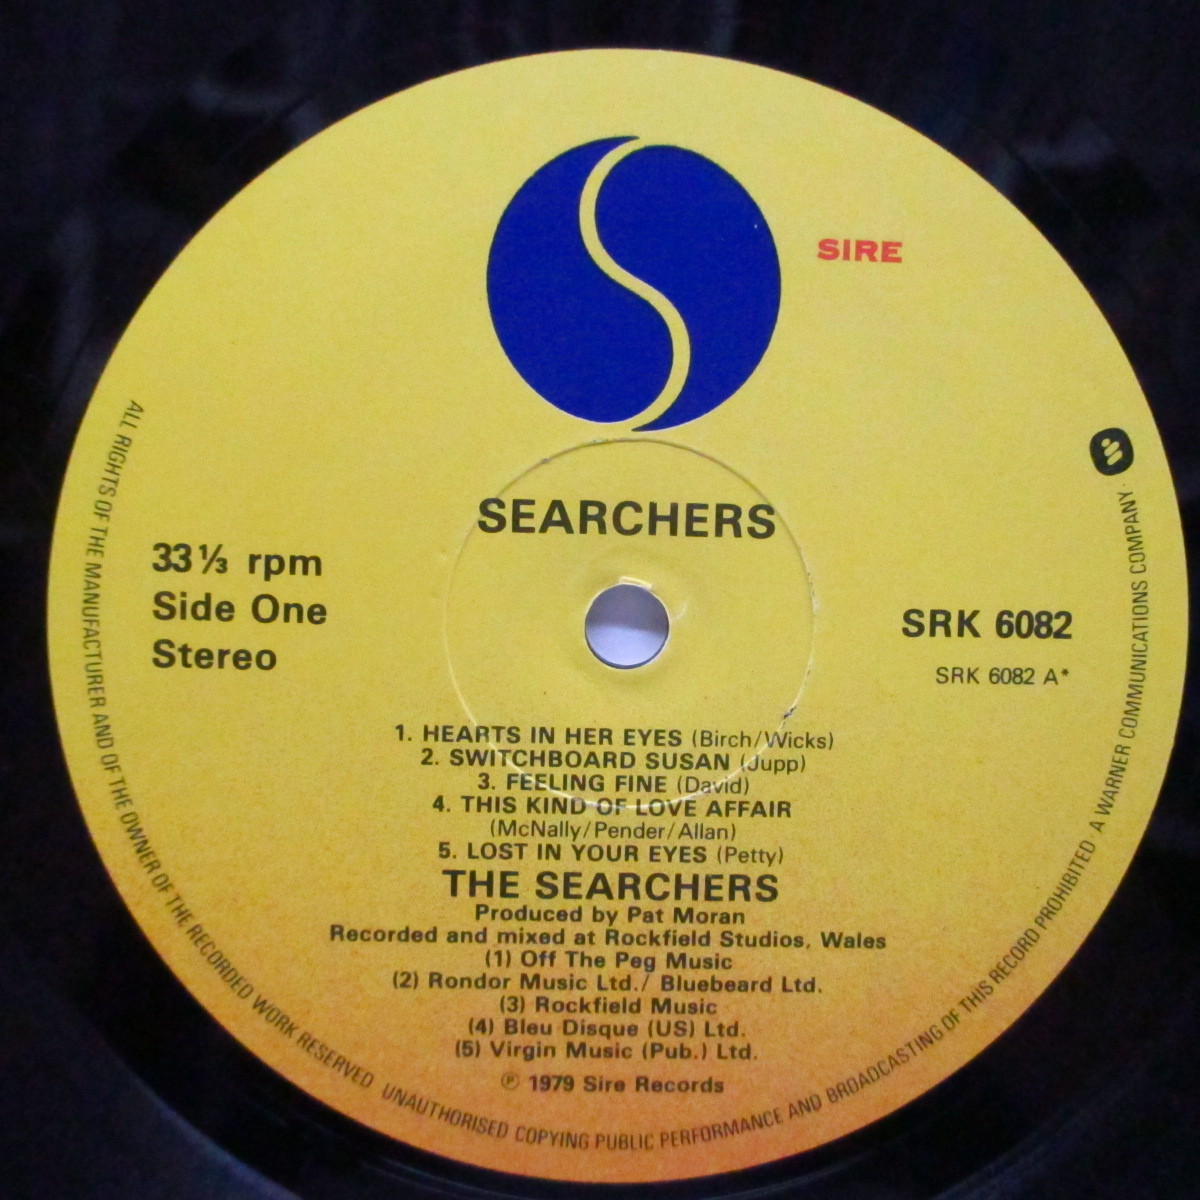 SIRE
SEARCHERS
33⅓ rpm
Side One
Stereo
SRK 6082
SRK 6082 A*
1. HEARTS IN HER EYES (Birch/Wicks)
2. SWITCHBOARD SUSAN (Jupp)
3. FEELING FINE (David)
4. THIS KIND OF LOVE AFFAIR
(McNally/Pender/Allan)
5. LOST IN YOUR EYES (Petty)
THE SEARCHERS
Produced by Pat Moran
Recorded and mixed at Rockfield Studios, Wales
(1) Off The Peg Music
(2) Rondor Music Ltd./ Bluebeard Ltd.
(3) Rockfield Music
(4) Bleu Disque (US) Ltd.
(5) Virgin Music (Pub.) Ltd.
℗ 1979 Sire Records
ALL RIGHTS OF THE MANUFACTURER AND OF THE OWNER OF THE RECORDED WORK RESERVED UNAUTHORISED COPYING PUBLIC PERFORMANCE AND BROADCASTING OF THIS RECORD PROHIBITED · A WARNER COMMUNICATIONS COMPANY ·